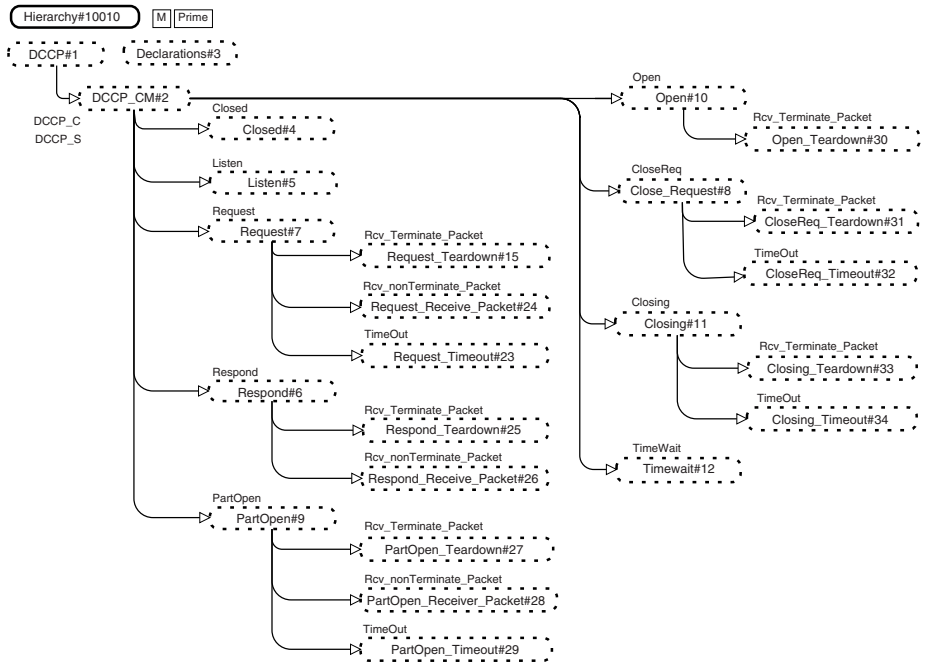 Hierarchy#10010
M
Prime
DCCP#1
Declarations#3
DCCP_CM#2
DCCP_C
DCCP_S
Closed
Closed#4
Listen
Listen#5
Request
Request#7
Rcv_Terminate_Packet
Request_Teardown#15
Rcv_nonTerminate_Packet
Request_Receive_Packet#24
TimeOut
Request_Timeout#23
Respond
Respond#6
Rcv_Terminate_Packet
Respond_Teardown#25
Rcv_nonTerminate_Packet
Respond_Receive_Packet#26
PartOpen
PartOpen#9
Rcv_Terminate_Packet
PartOpen_Teardown#27
Rcv_nonTerminate_Packet
PartOpen_Receiver_Packet#28
TimeOut
PartOpen_Timeout#29
Open
Open#10
Rcv_Terminate_Packet
Open_Teardown#30
CloseReq
Close_Request#8
Rcv_Terminate_Packet
CloseReq_Teardown#31
TimeOut
CloseReq_Timeout#32
Closing
Closing#11
Rcv_Terminate_Packet
Closing_Teardown#33
TimeOut
Closing_Timeout#34
TimeWait
Timewait#12